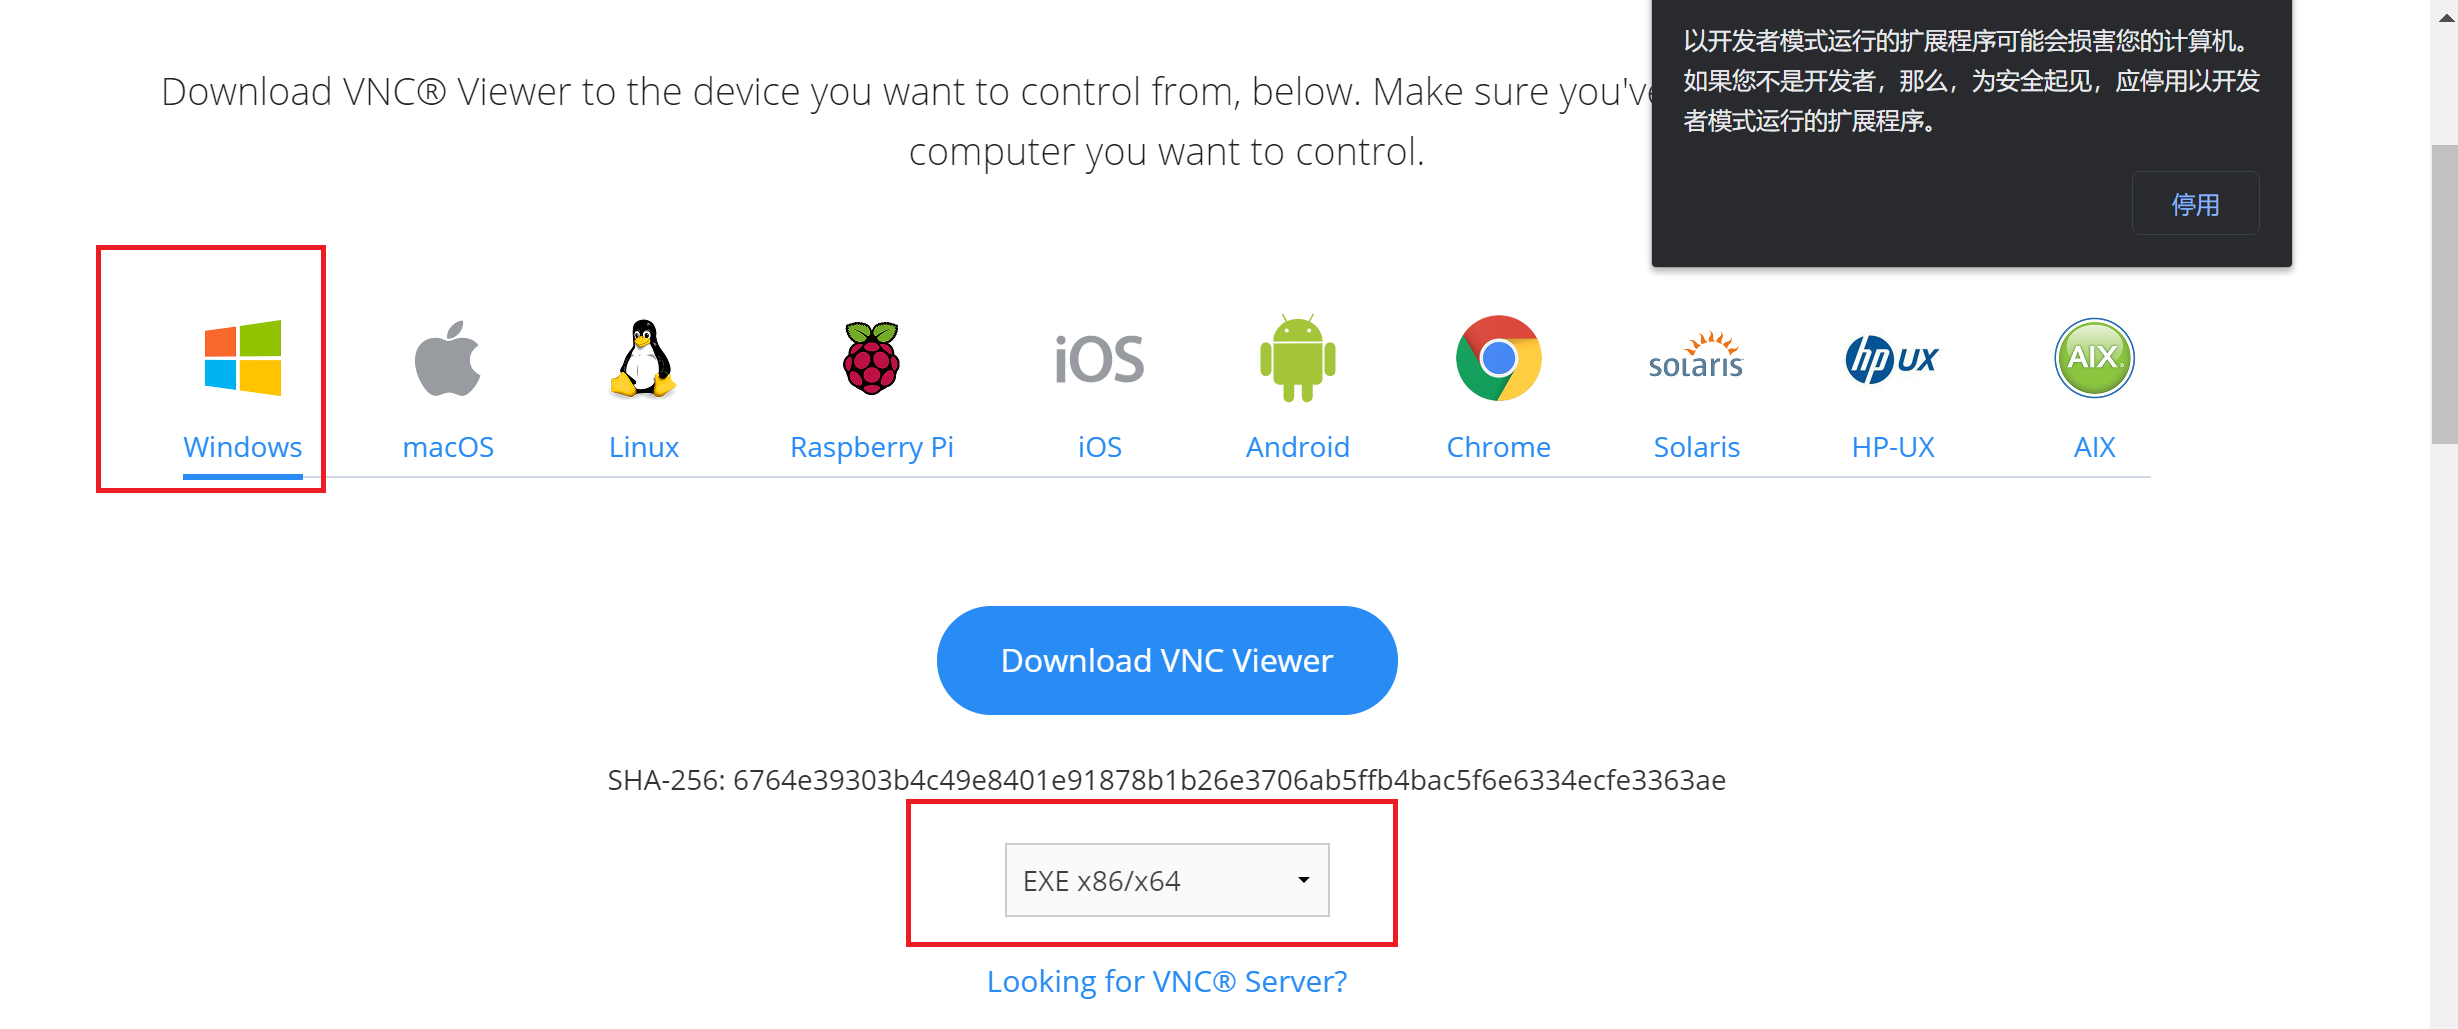 以开发者模式运行的扩展程序可能会损害您的计算机。
如果您不是开发者，那么，为安全起见，应停用以开发
者模式运行的扩展程序。
停用
Download VNC® Viewer to the device you want to control from, below. Make sure you've
computer you want to control.
iOS
solaris
hp UX
AIX
Windows
macOS
Linux
Raspberry Pi
iOS
Android
Chrome
Solaris
HP-UX
AIX
Download VNC Viewer
SHA-256: 6764e39303b4c49e8401e91878b1b26e3706ab5ffb4bac5f6e6334ecfe3363ae
EXE x86/x64
Looking for VNC® Server?